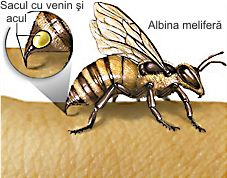 Sacul cu venin și
acul
Albina meliferă